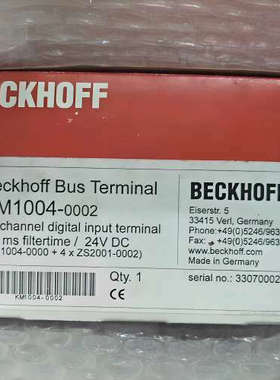 ECKHOFF
eckhoff Bus Terminal
M1004-0002
channel digital input terminal
ms filtertime / 24V DC
1004-0000 + 4 x ZS2001-0002)
Qty. 1
KM1004-0002
CE
BECKHOFF
Eiserstr. 5
33415 Verl, Germany
Phone:+49(0)5246/963
Fax: +49(0)5246/963
www.beckhoff.com
Made in Germany
serial no.: 33070002